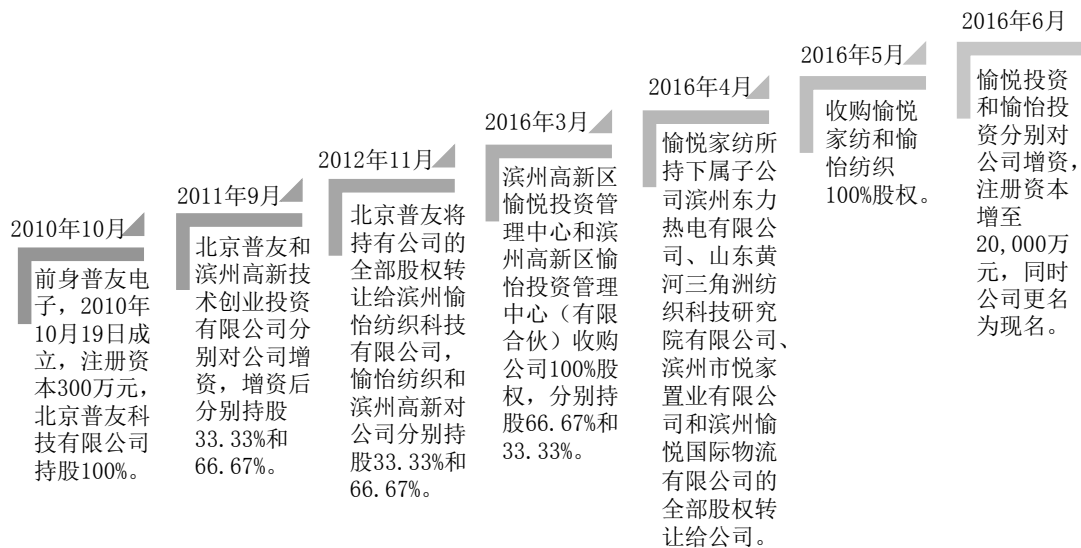 2010年10月
前身普友电
子，2010年
10月19日成
立，注册资
本300万元，
北京普友科
技有限公司
持股100%。
2011年9月
北京普友和
滨州高新技
术创业投资
有限公司分
别对公司增
资，增资后
分别持股
33.33%和
66.67%。
2012年11月
北京普友将
持有公司的
全部股权转
让给滨州愉
怡纺织科技
有限公司，
愉怡纺织和
滨州高新对
公司分别持
股33.33%和
66.67%。
2016年3月
滨州高新区
愉悦投资管
理中心和滨
州高新区愉
怡投资管理
中心（有限
合伙）收购
公司100%股
权，分别持
股66.67%和
33.33%。
2016年4月
愉悦家纺所
持下属子公
司滨州东力
热电有限公
司、山东黄
河三角洲纺
织科技研究
院有限公司、
滨州市悦家
置业有限公
司和滨州愉
悦国际物流
有限公司的
全部股权转
让给公司。
2016年5月
收购愉悦
家纺和愉
怡纺织
100%股权。
2016年6月
愉悦投资
和愉怡投
资分别对
公司增资，
注册资本
增至
20,000万
元，同时
公司更名
为现名。